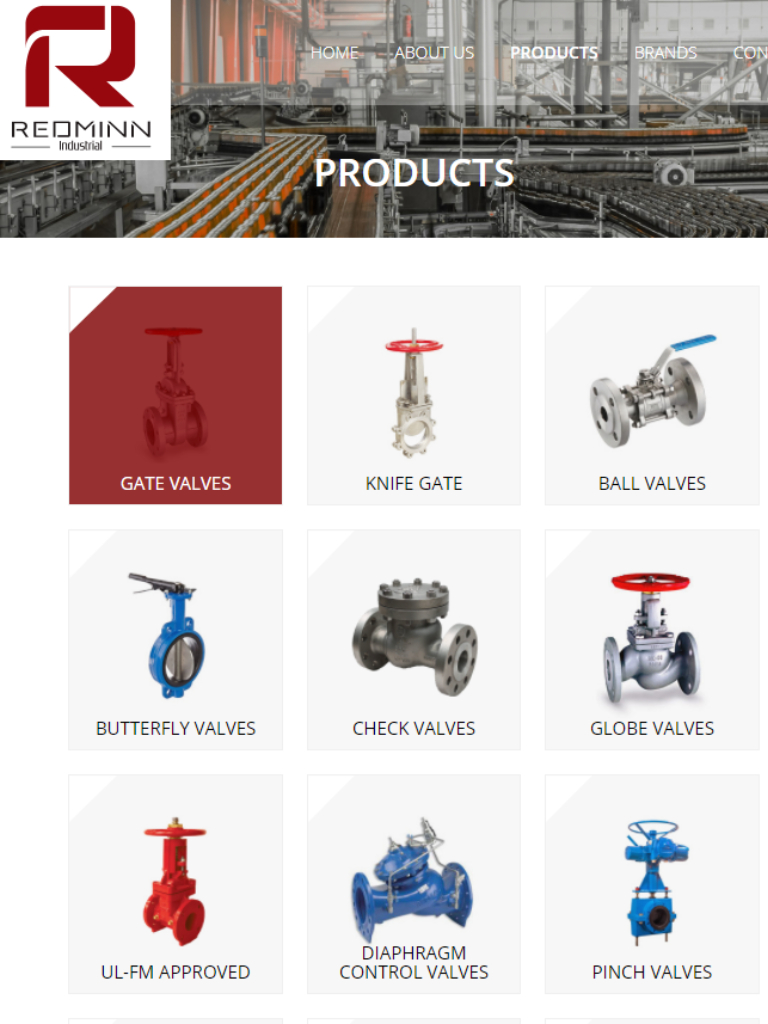 REDMINN
Industrial
HOME ABOUT US PRODUCTS BRANDS CON
PRODUCTS
GATE VALVES KNIFE GATE BALL VALVES
BUTTERFLY VALVES CHECK VALVES GLOBE VALVES
UL-FM APPROVED DIAPHRAGM
CONTROL VALVES PINCH VALVES